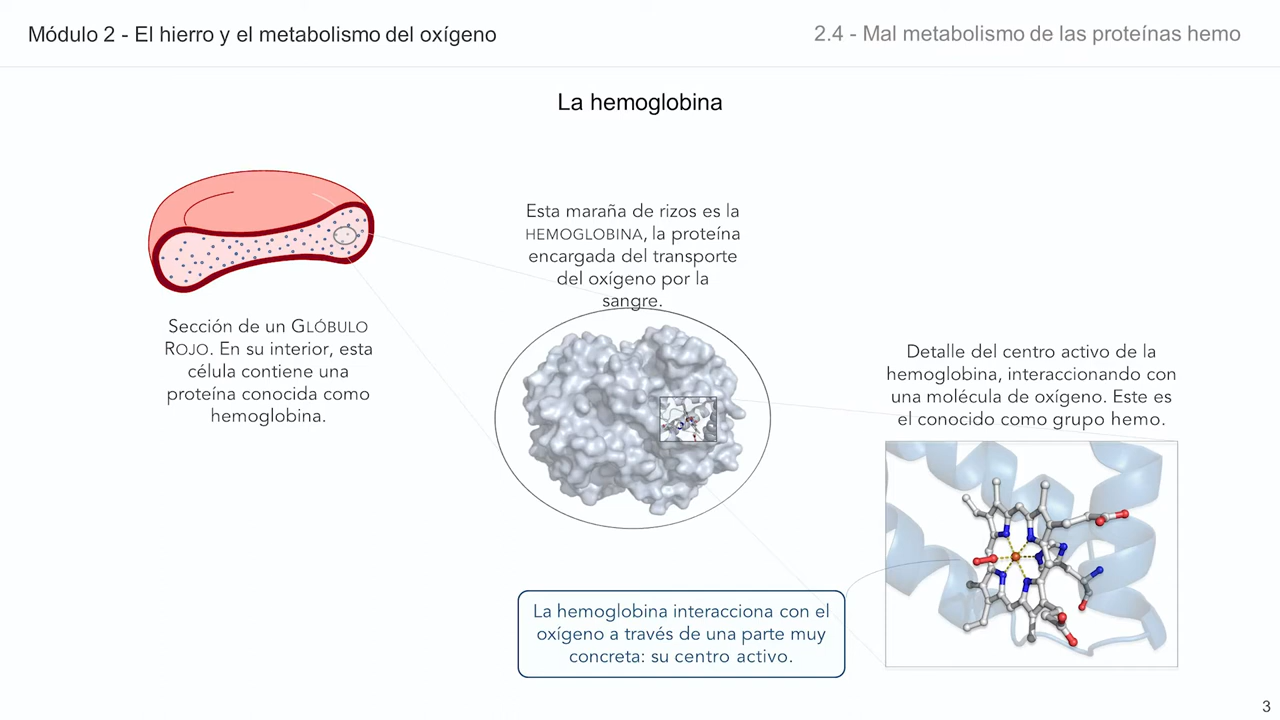 Módulo 2 - El hierro y el metabolismo del oxígeno
2.4 - Mal metabolismo de las proteínas hemo
La hemoglobina
Esta maraña de rizos es la
HEMOGLOBINA, la proteína
encargada del transporte
del oxígeno por la
sangre.
Sección de un GLÓBULO
ROJO. En su interior, esta
célula contiene una
proteína conocida como
hemoglobina.
Detalle del centro activo de la
hemoglobina, interaccionando con
una molécula de oxígeno. Este es
el conocido como grupo hemo.
La hemoglobina interacciona con el
oxígeno a través de una parte muy
concreta: su centro activo.
3